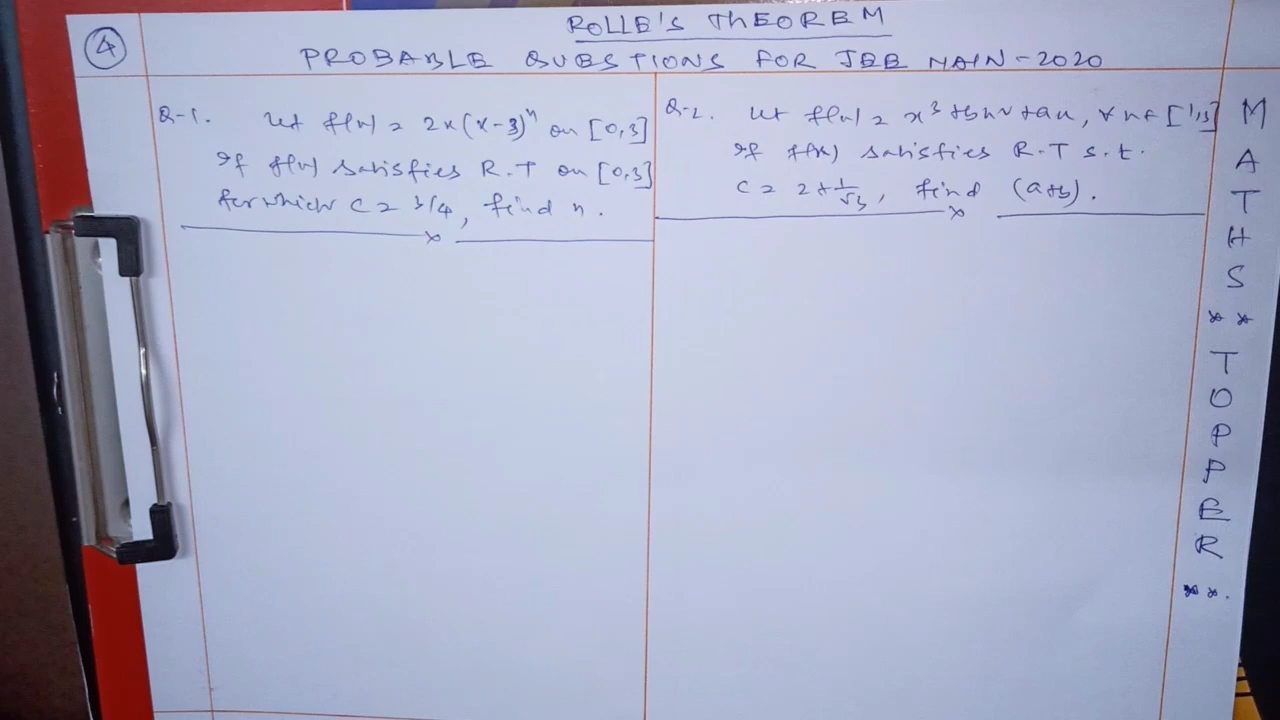 4
ROLLE'S THEOREM
PROBABLE QUESTIONS FOR JEE MAIN-2020
Q-1. Let f(x) = 2x(x-3)ⁿ on [0,3]
If f(x) satisfies R.T on [0,3]
for which c = 3/4, find n.
Q-2. Let f(x) = x³+bx²+ax, ∀ x ∈ [1,3]
If f(x) satisfies R.T s.t.
c = 2+1/√3, find (a+b).
MATHS
**
TOPPER
**.